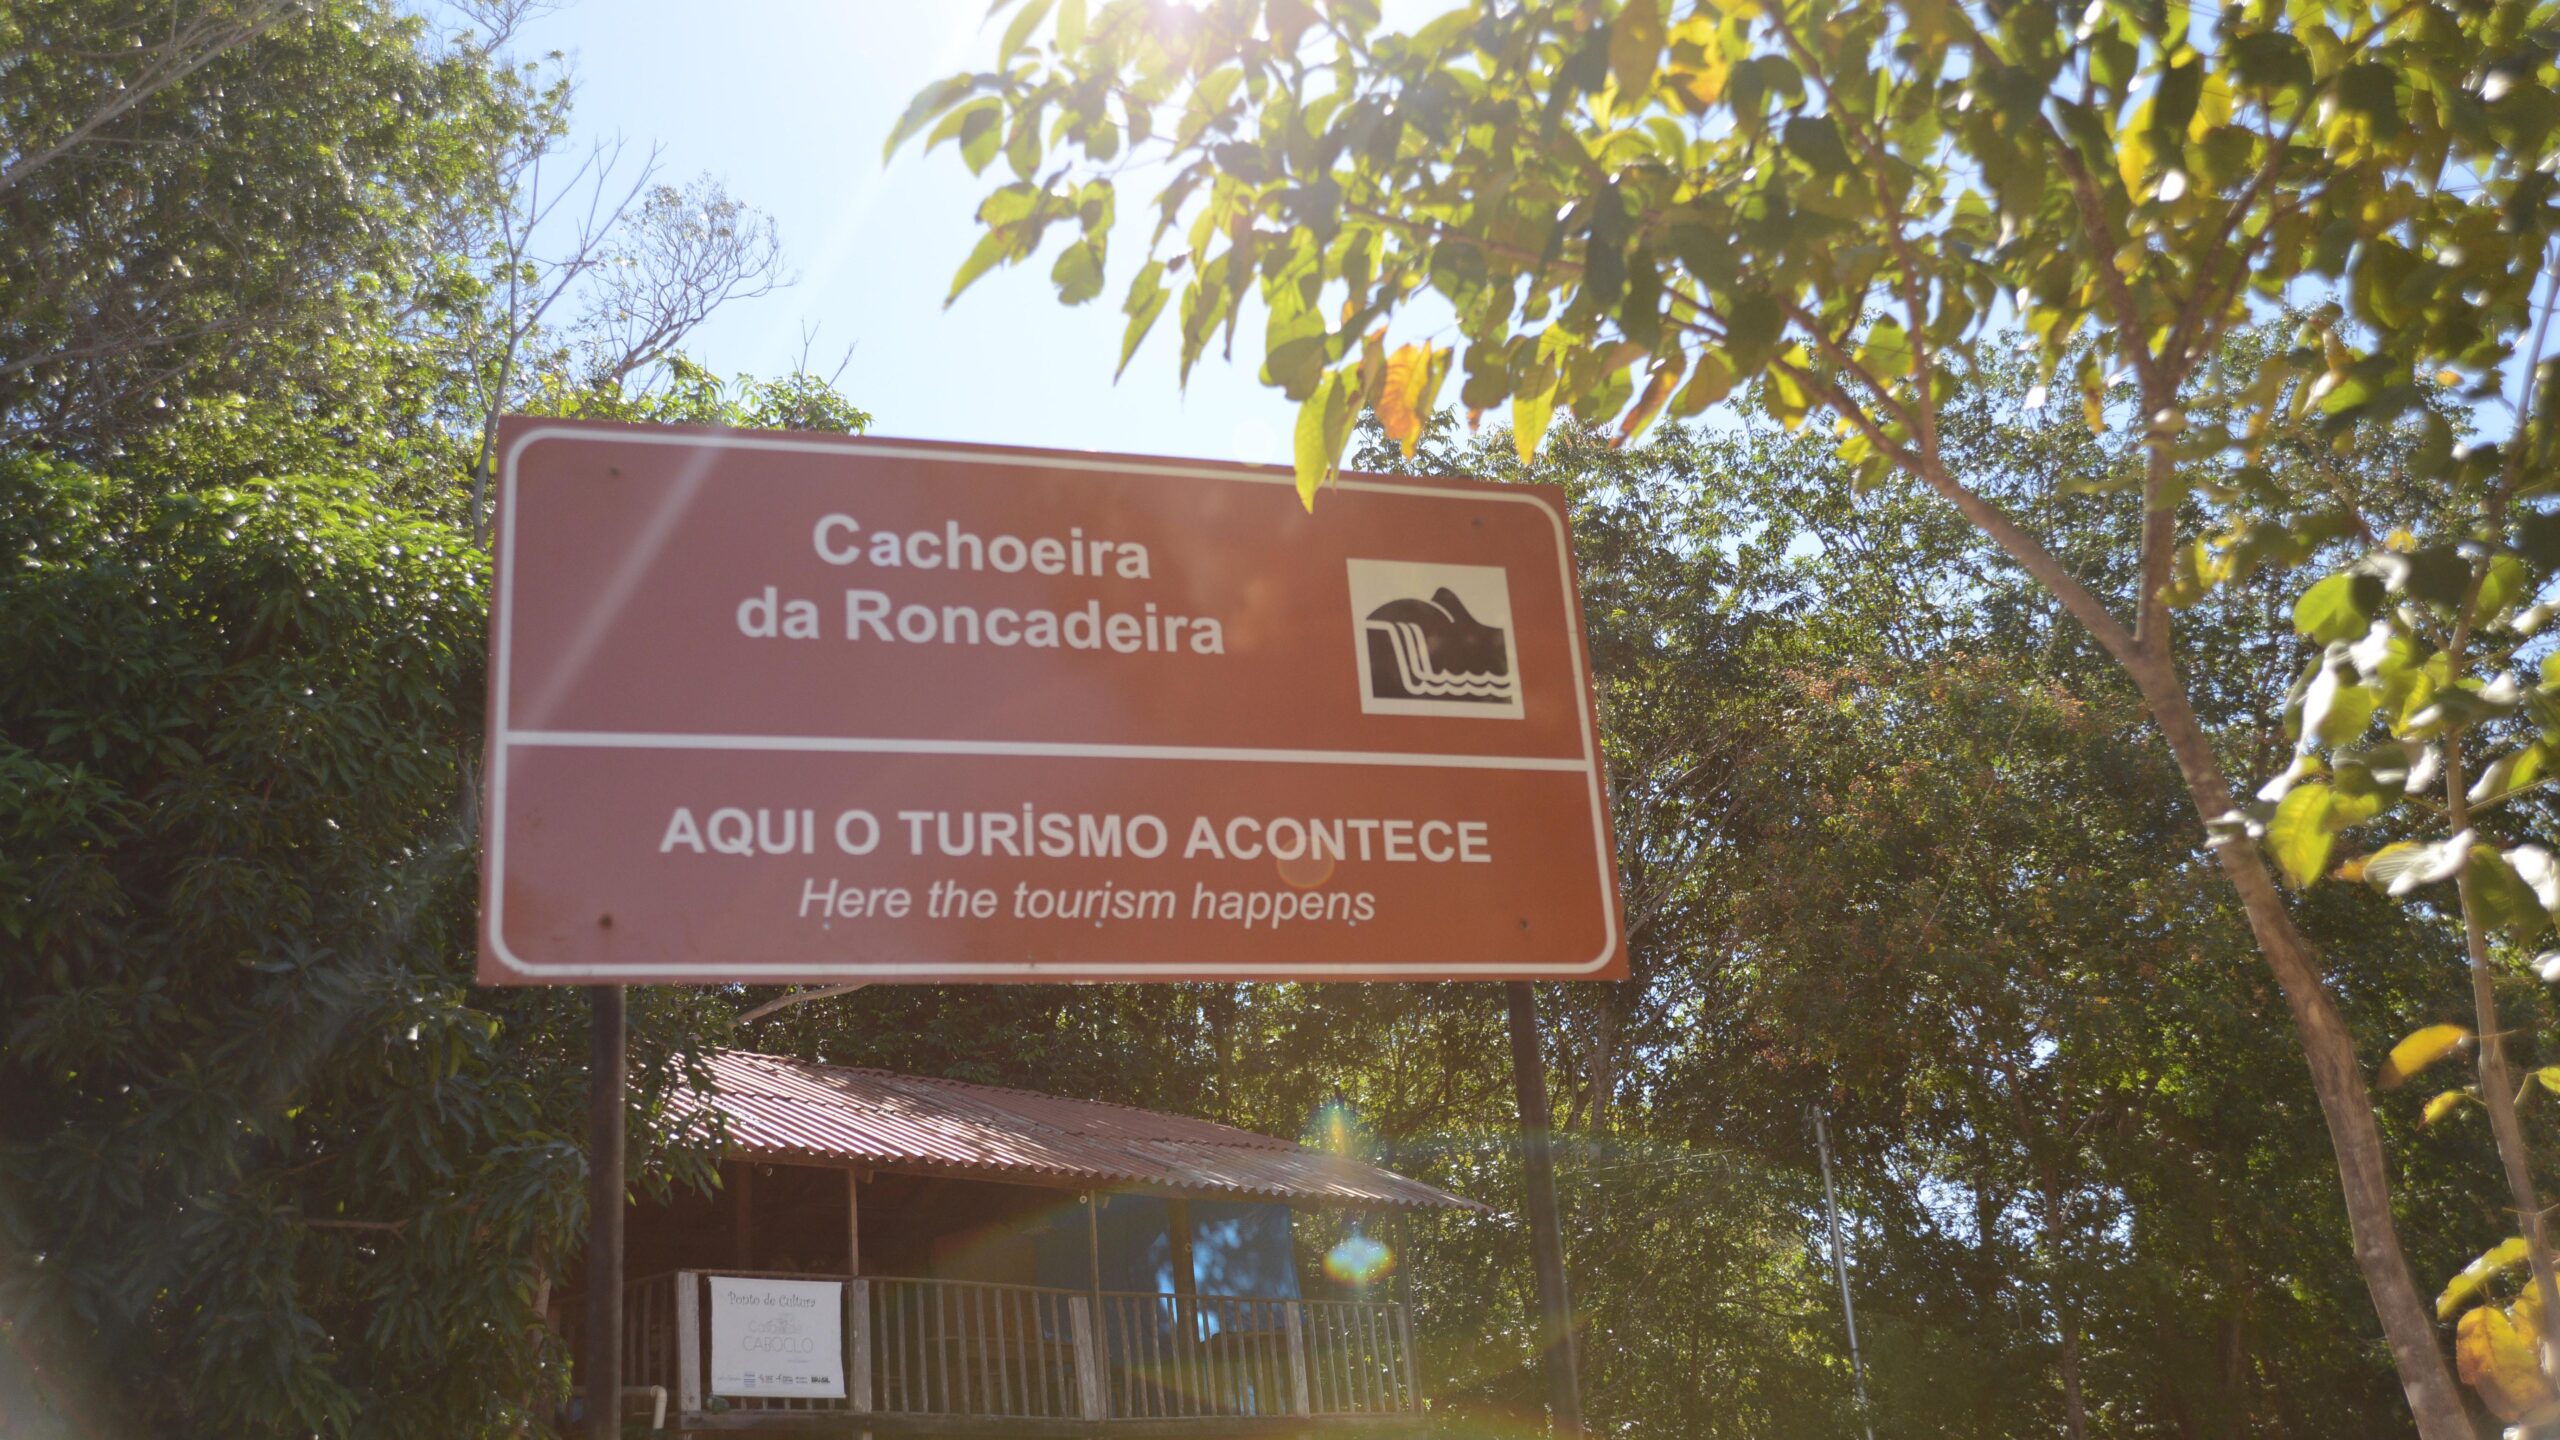 Cachoeira
da Roncadeira
AQUI O TURİSMO ACONTECE
Here the tourism happens
Ponto de Cultura
CABOCLO